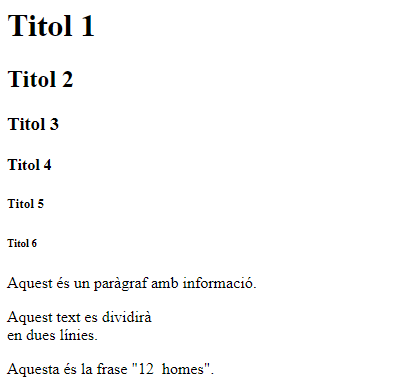 Titol 1
Titol 2
Titol 3
Titol 4
Titol 5
Titol 6
Aquest és un paràgraf amb informació.
Aquest text es dividirà
en dues línies.
Aquesta és la frase "12  homes".